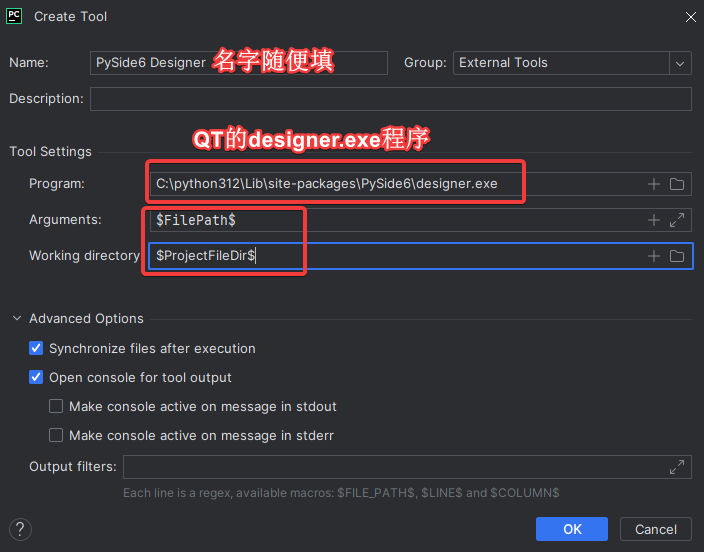 PC Create Tool
Name: PySide6 Designer 名字随便填 Group: External Tools
Description:
QT的designer.exe程序
Tool Settings
Program: C:\python312\Lib\site-packages\PySide6\designer.exe
Arguments: $FilePath$
Working directory $ProjectFileDir$
Advanced Options
Synchronize files after execution
Open console for tool output
Make console active on message in stdout
Make console active on message in stderr
Output filters:
Each line is a regex, available macros: $FILE_PATH$, $LINE$ and $COLUMN$
? OK Cancel